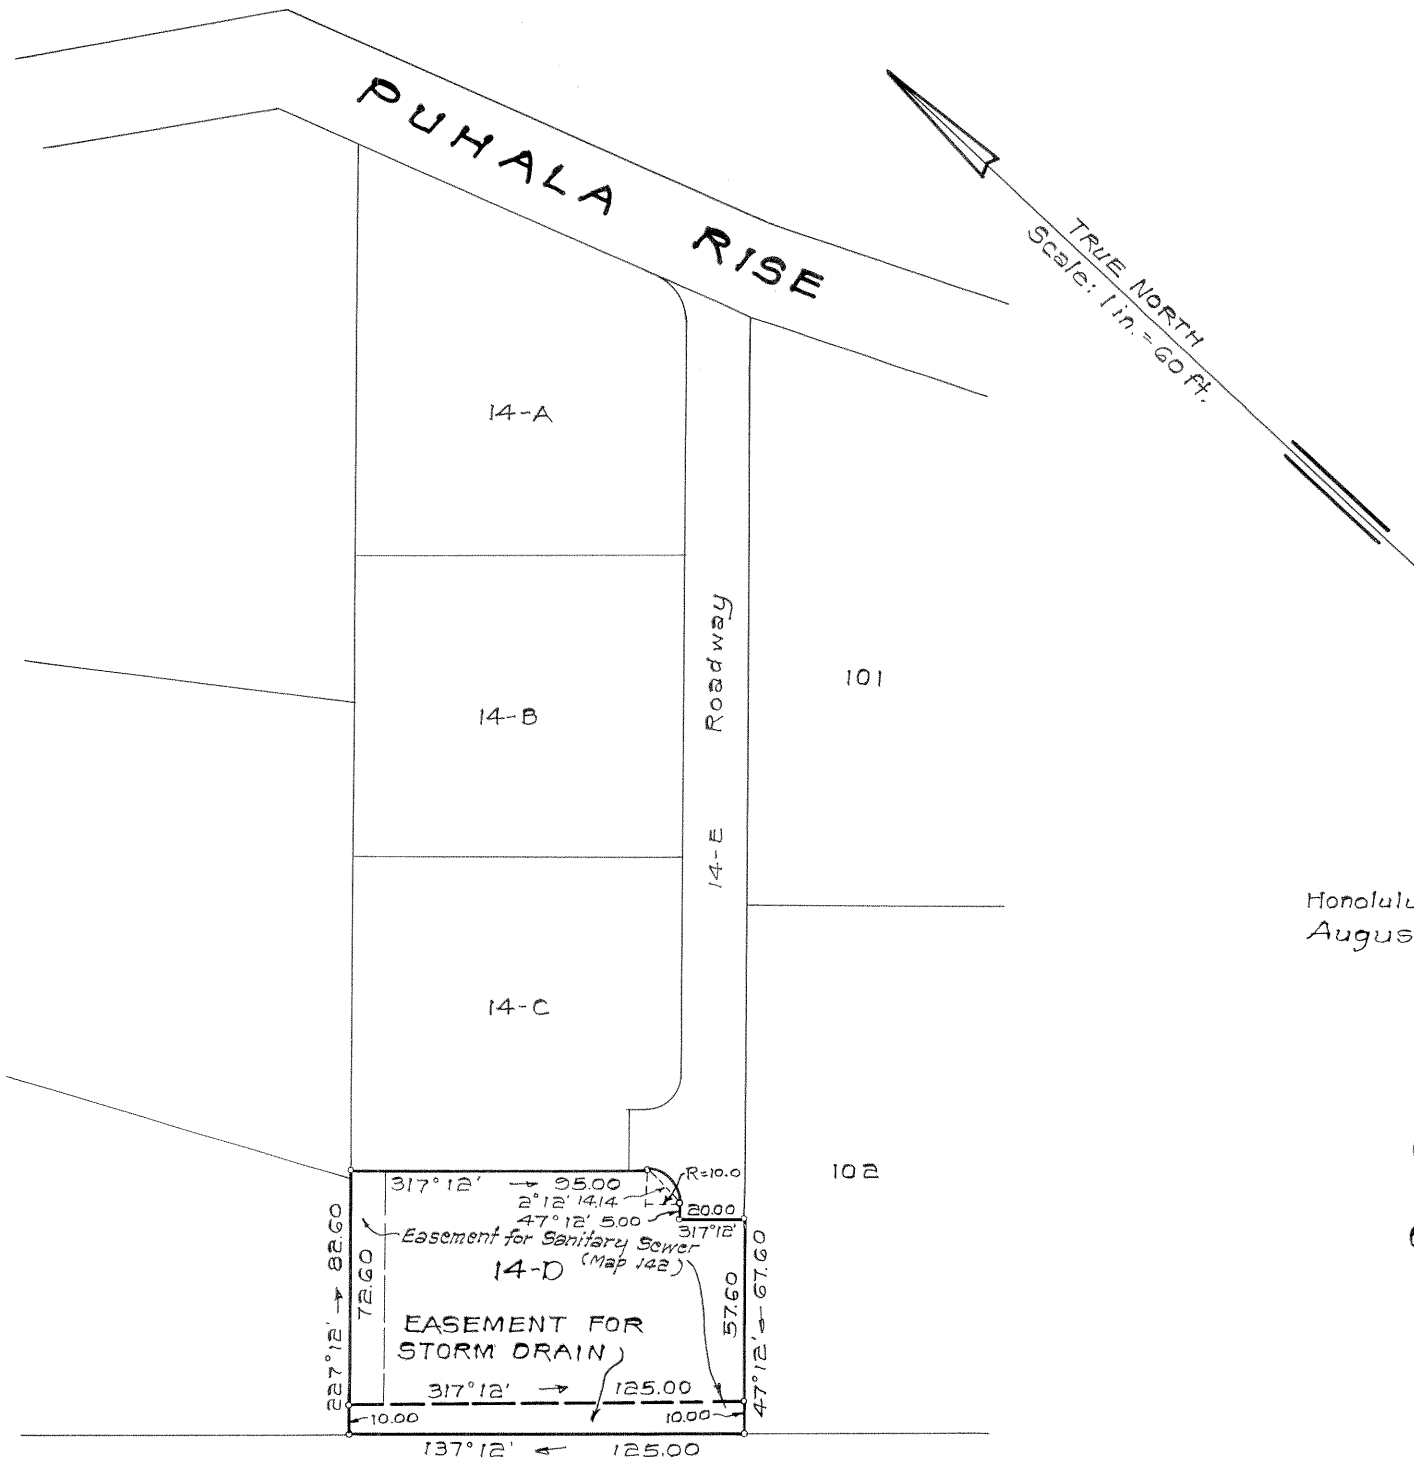 PUHALA RISE
TRUE NORTH
Scale: 1 in. = 60 ft.
14-A
14-B
14-E Roadway
101
Honolulu
Augus
14-C
102
317°12' → 95.00
R=10.0
2°12' 14.14
47°12' 5.00
20.00
317°12'
Easement for Sanitary Sewer
(Map 142)
14-D
227°12' → 82.60
72.60
57.60
47°12' ← 67.60
EASEMENT FOR
STORM DRAIN
317°12' → 125.00
10.00
10.00
137°12' ← 125.00